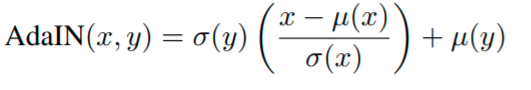 AdaIN(x, y) = σ(y) ( (x − μ(x)) / σ(x) ) + μ(y)